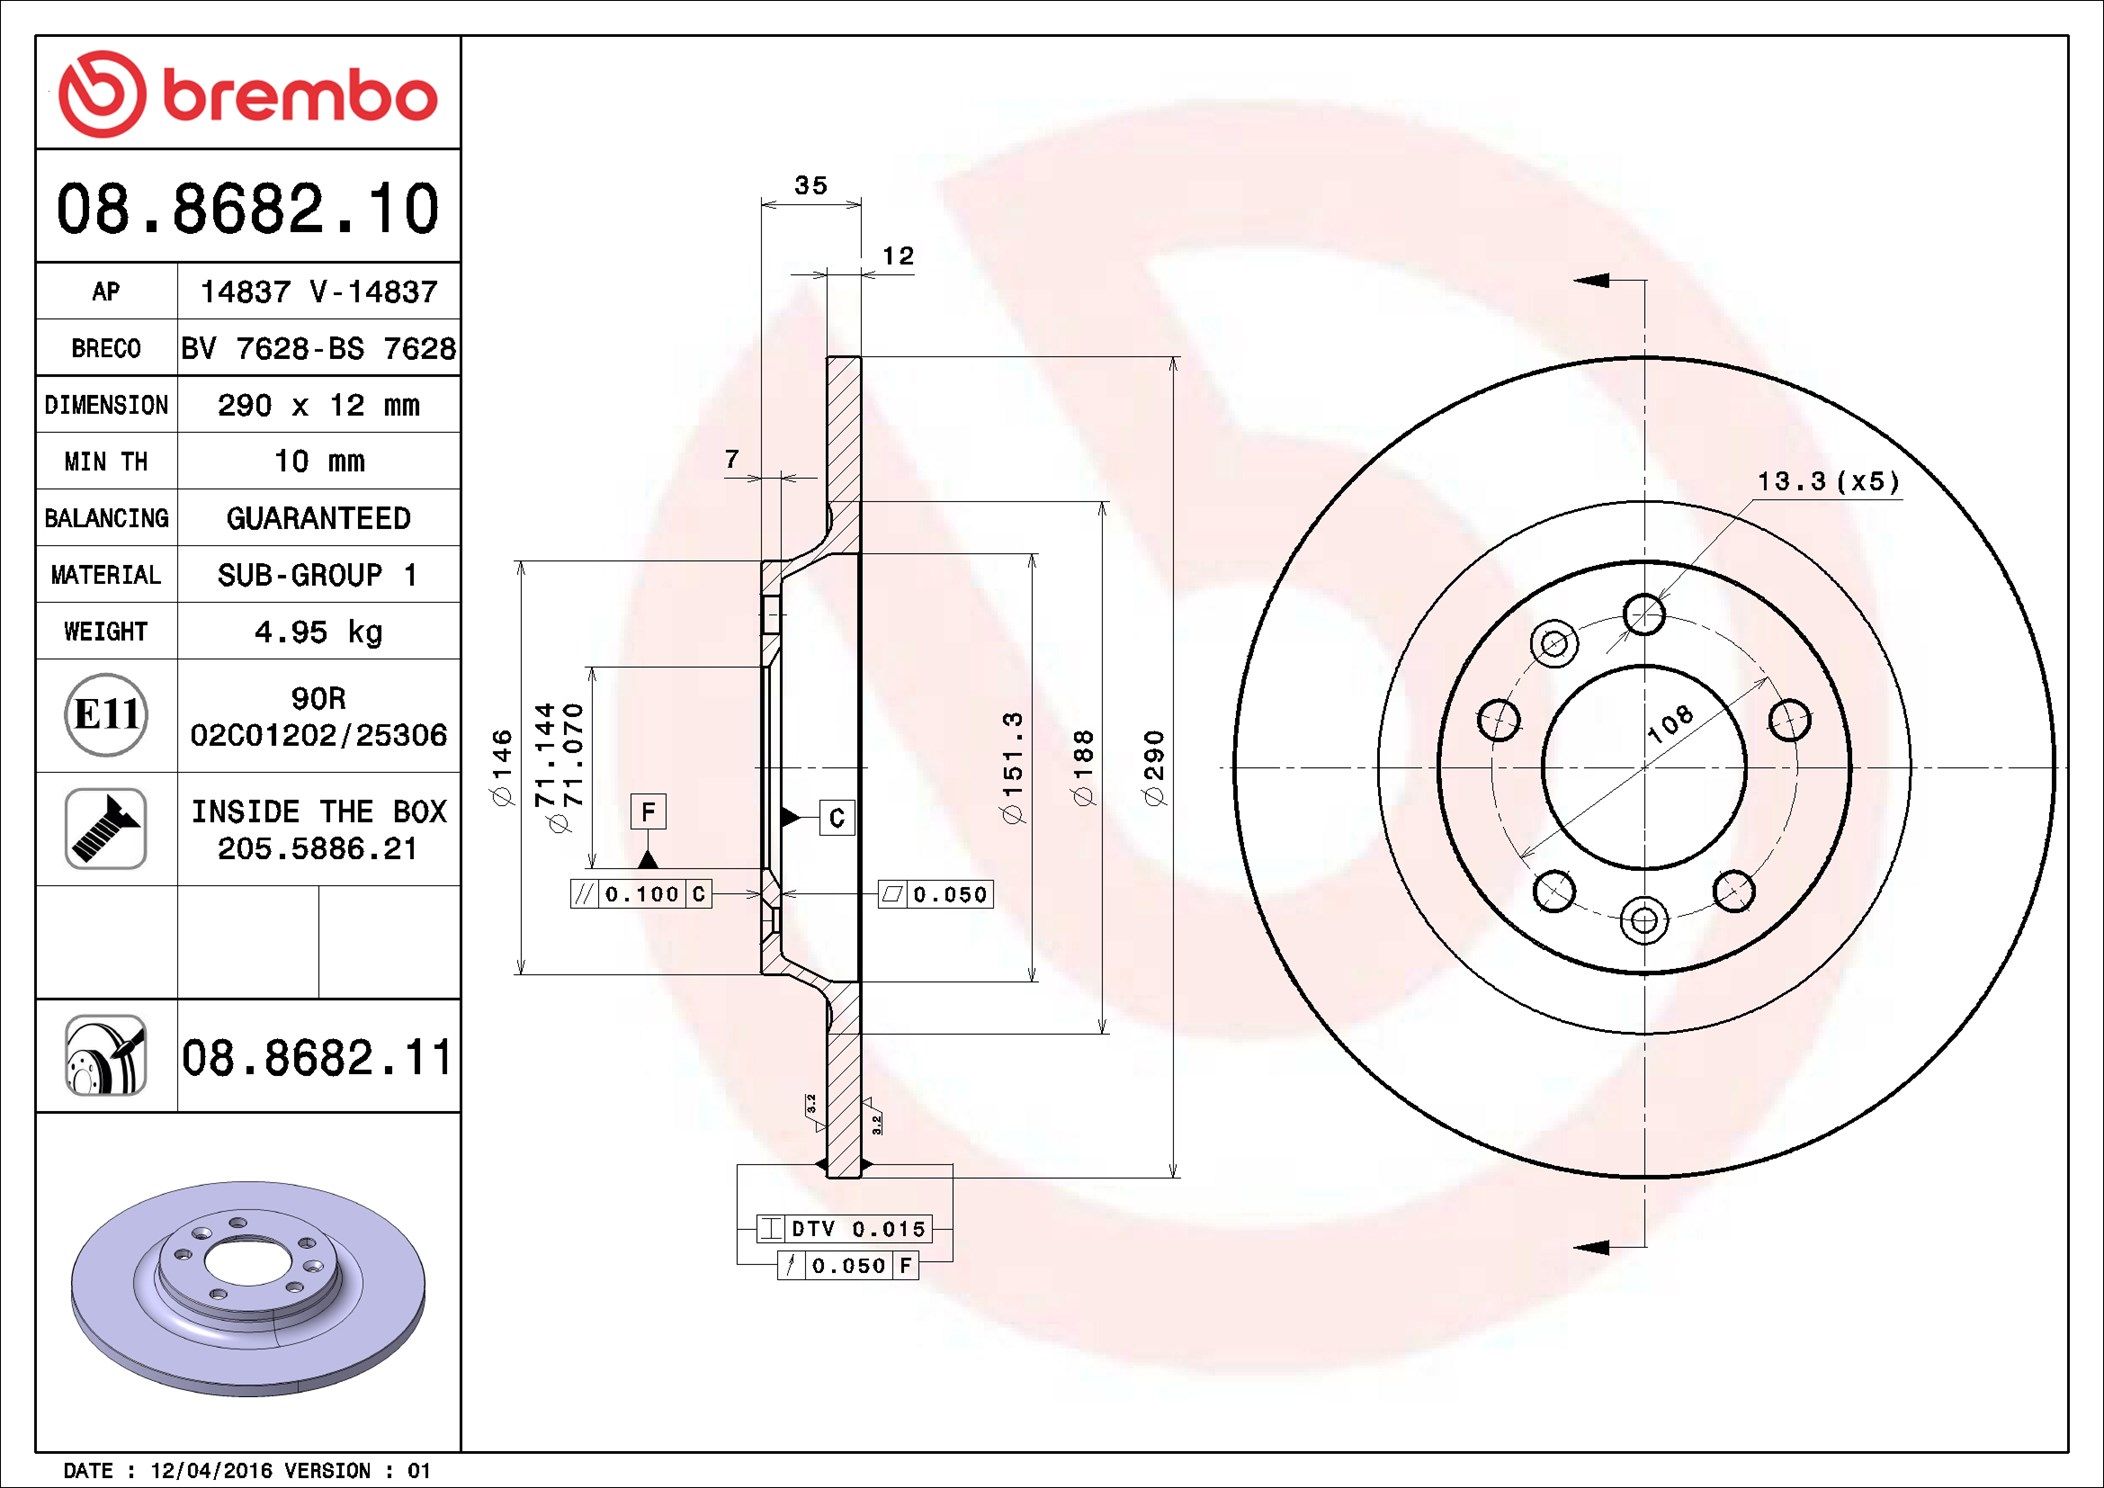 brembo
08.8682.10
AP 14837 V-14837
BRECO BV 7628-BS 7628
DIMENSION 290 x 12 mm
MIN TH 10 mm
BALANCING GUARANTEED
MATERIAL SUB-GROUP 1
WEIGHT 4.95 kg
E11 90R
02C01202/25306
INSIDE THE BOX
205.5886.21
08.8682.11
DATE : 12/04/2016 VERSION : 01
35
12
7
Ø146
Ø71.144
71.070
F
C
Ø151.3
Ø188
Ø290
// 0.100 C
⏥ 0.050
3.2
3.2
DTV 0.015
↗ 0.050 F
13.3(x5)
108